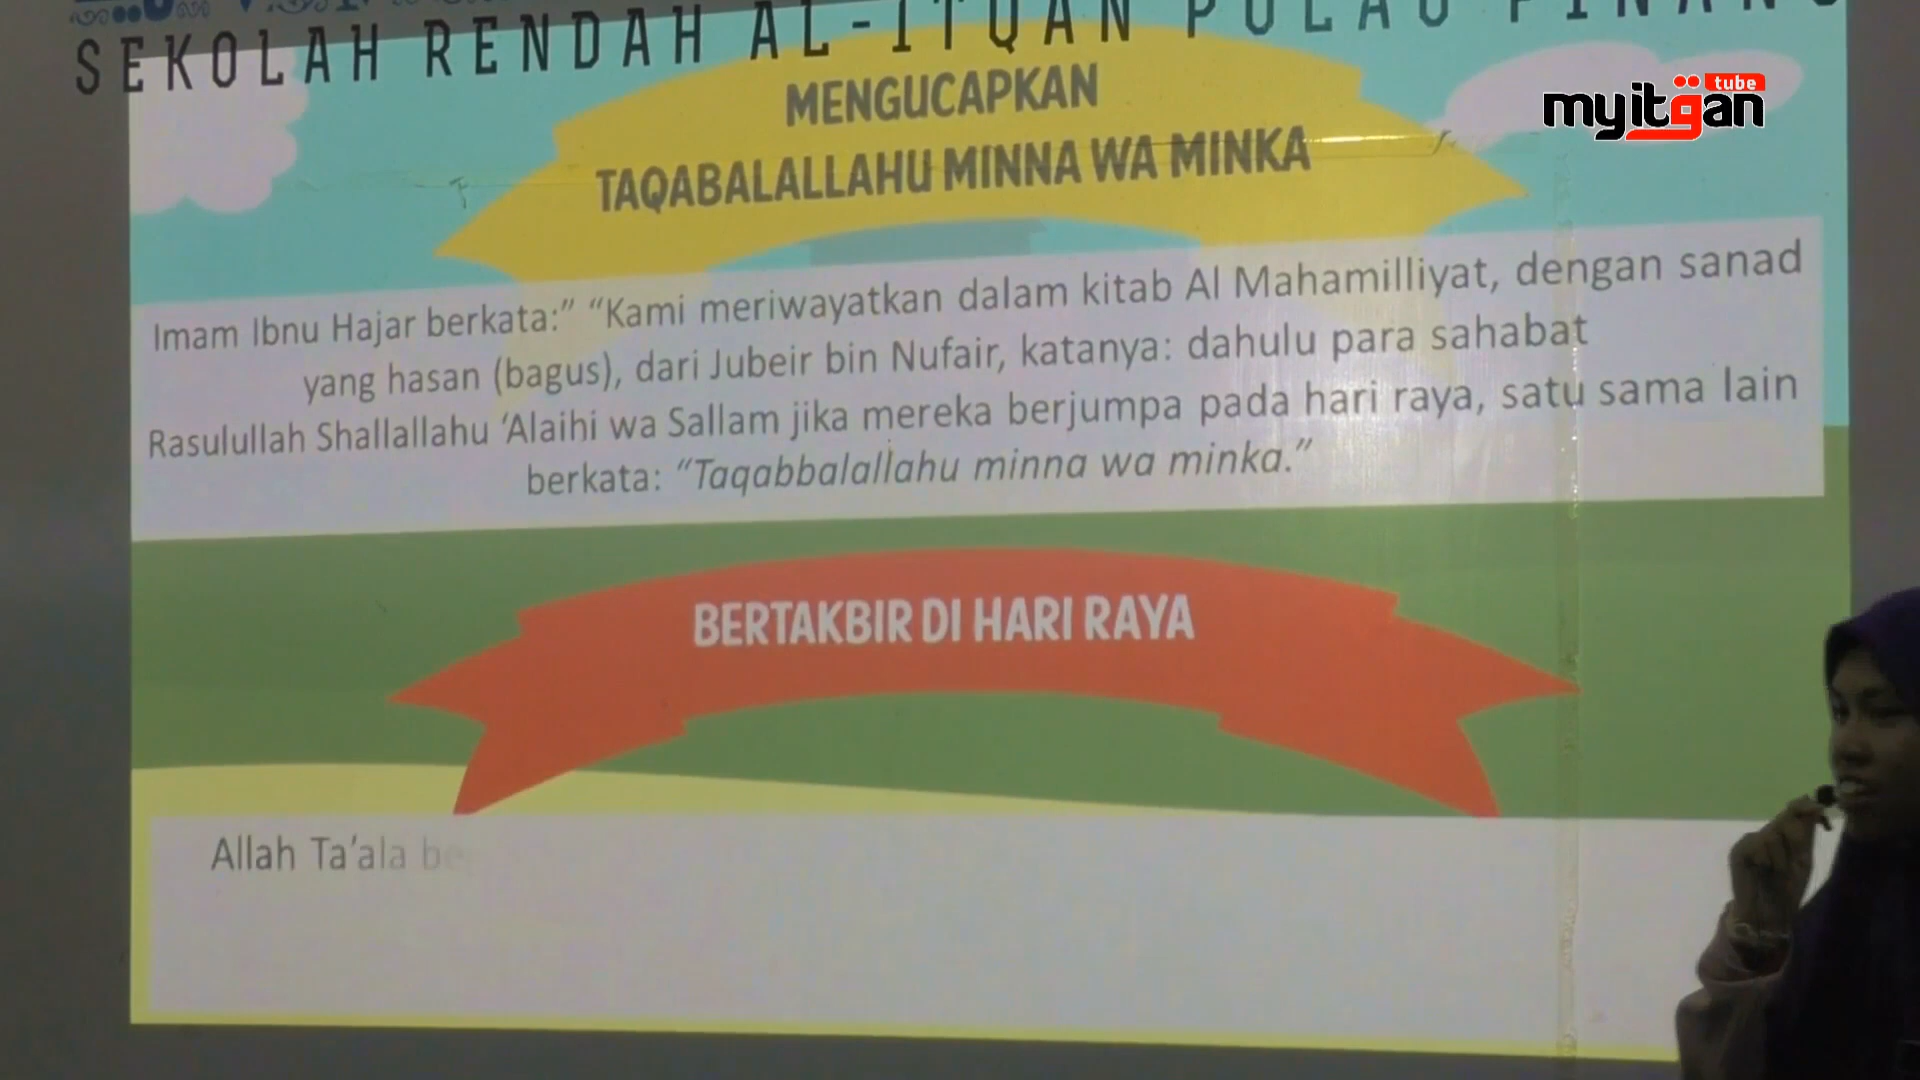 SEKOLAH RENDAH AL-ITQAN PULAU PINANG
myitqan tube
MENGUCAPKAN
TAQABALALLAHU MINNA WA MINKA
Imam Ibnu Hajar berkata:” “Kami meriwayatkan dalam kitab Al Mahamilliyat, dengan sanad
yang hasan (bagus), dari Jubeir bin Nufair, katanya: dahulu para sahabat
Rasulullah Shallallahu ‘Alaihi wa Sallam jika mereka berjumpa pada hari raya, satu sama lain
berkata: “Taqabbalallahu minna wa minka.”
BERTAKBIR DI HARI RAYA
Allah Ta’ala be